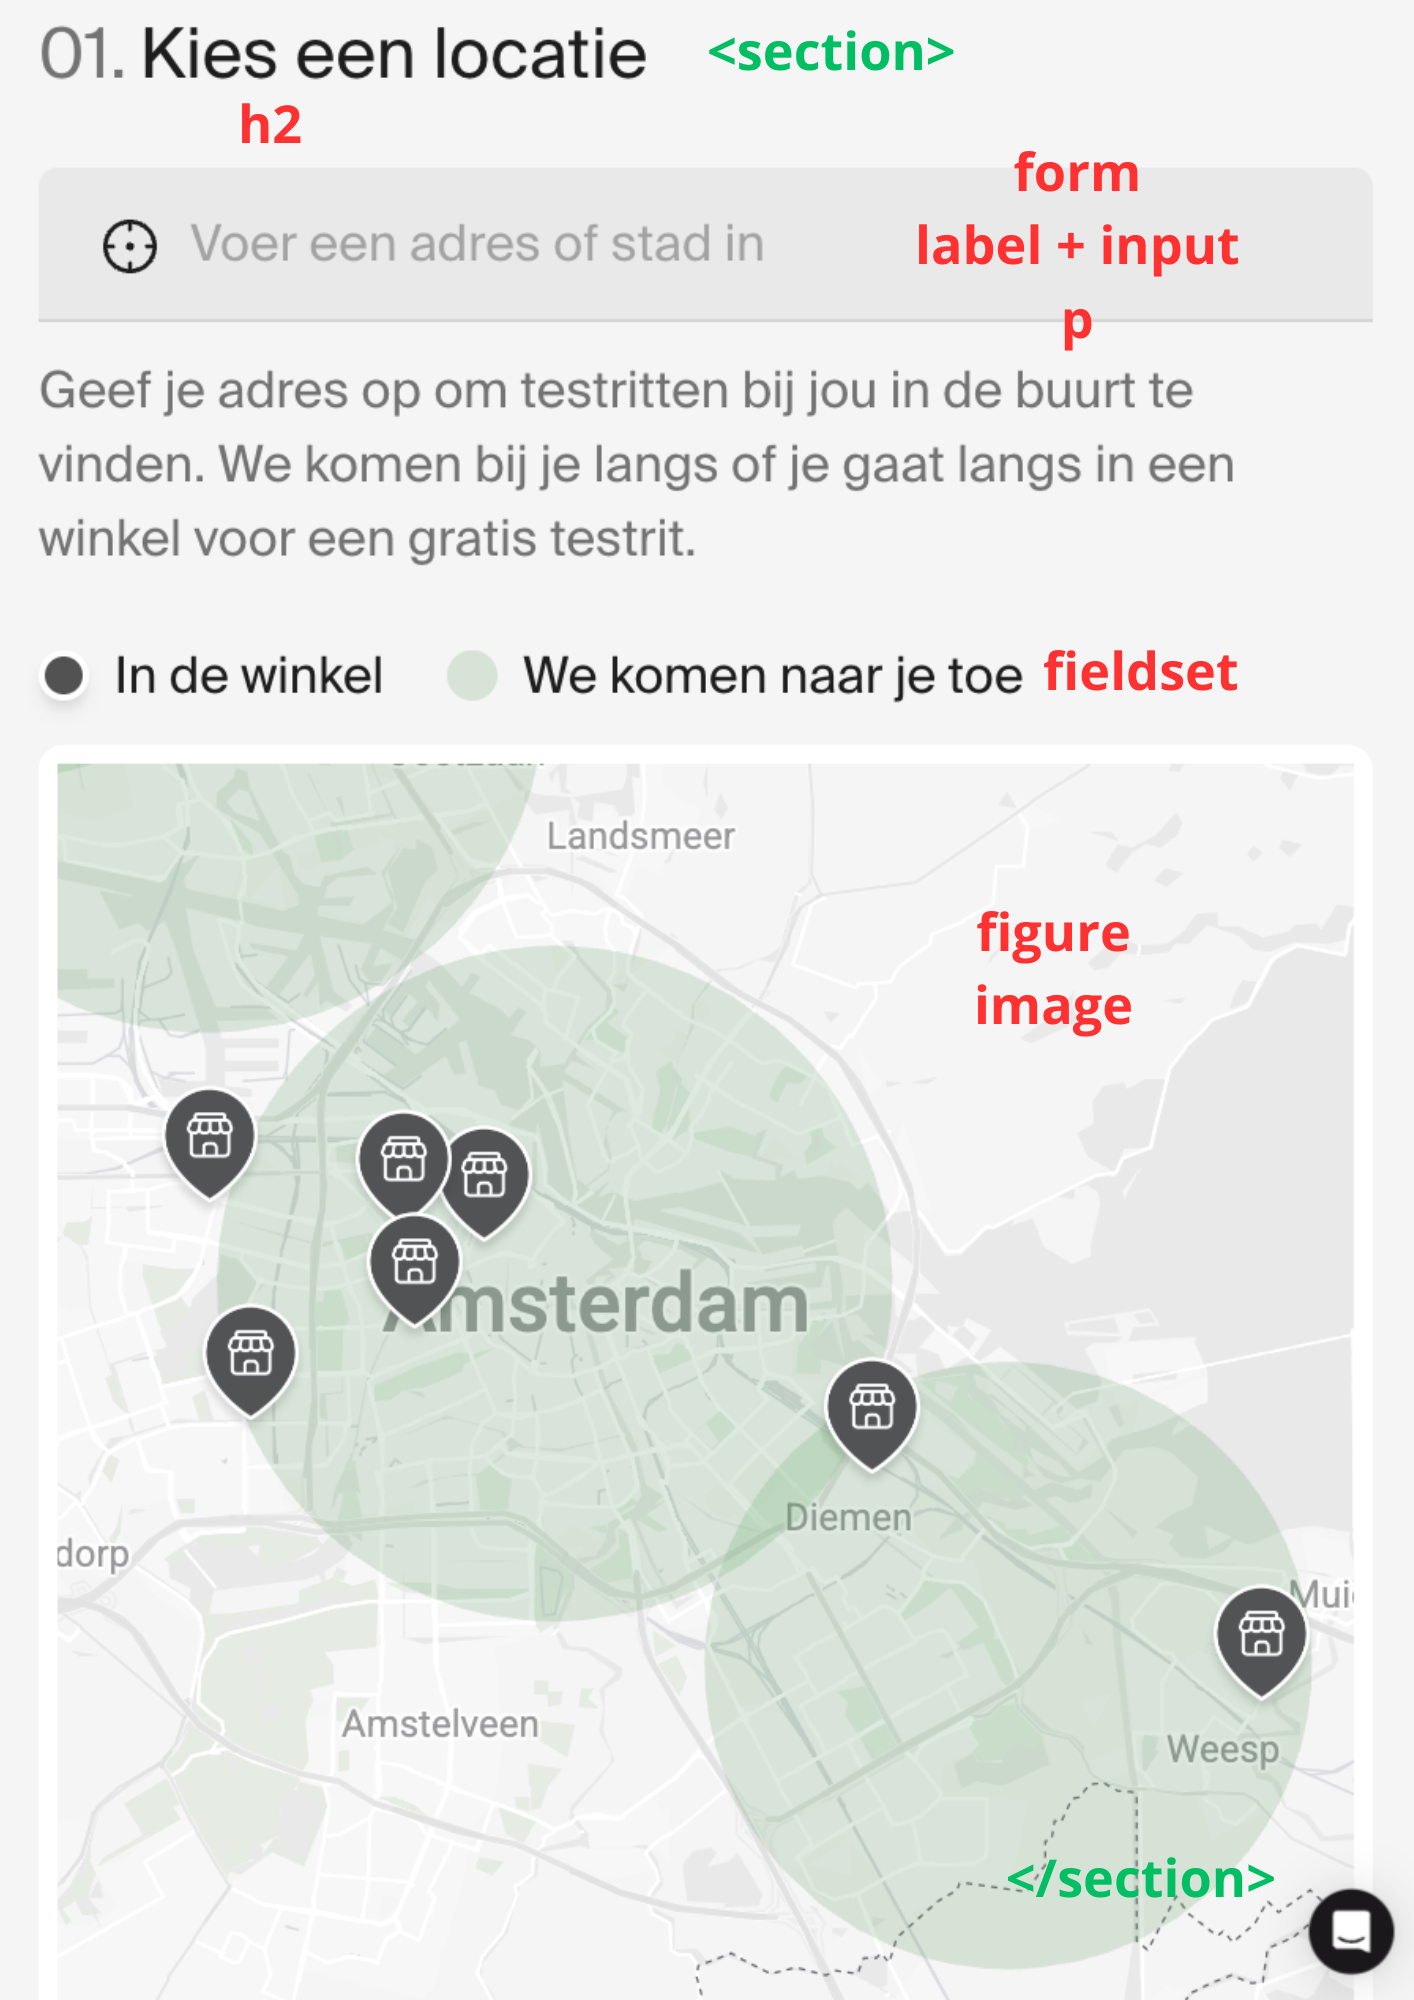 01. Kies een locatie <section>
h2
form
Voer een adres of stad in label + input
p
Geef je adres op om testritten bij jou in de buurt te
vinden. We komen bij je langs of je gaat langs in een
winkel voor een gratis testrit.
In de winkel We komen naar je toe fieldset
Landsmeer
figure
image
Amsterdam
Diemen
dorp
Mui
Amstelveen
Weesp
</section>